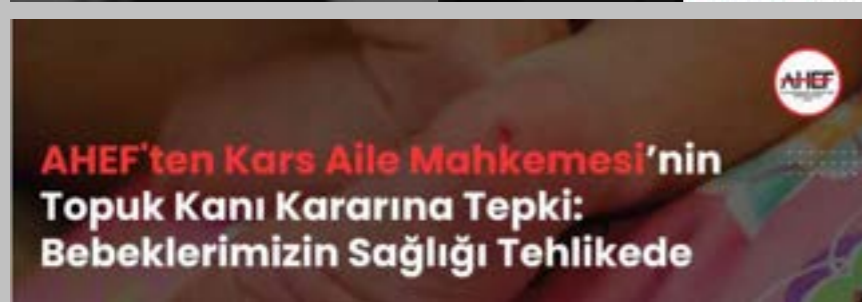 AHEF
AHEF'ten Kars Aile Mahkemesi'nin
Topuk Kanı Kararına Tepki:
Bebeklerimizin Sağlığı Tehlikede